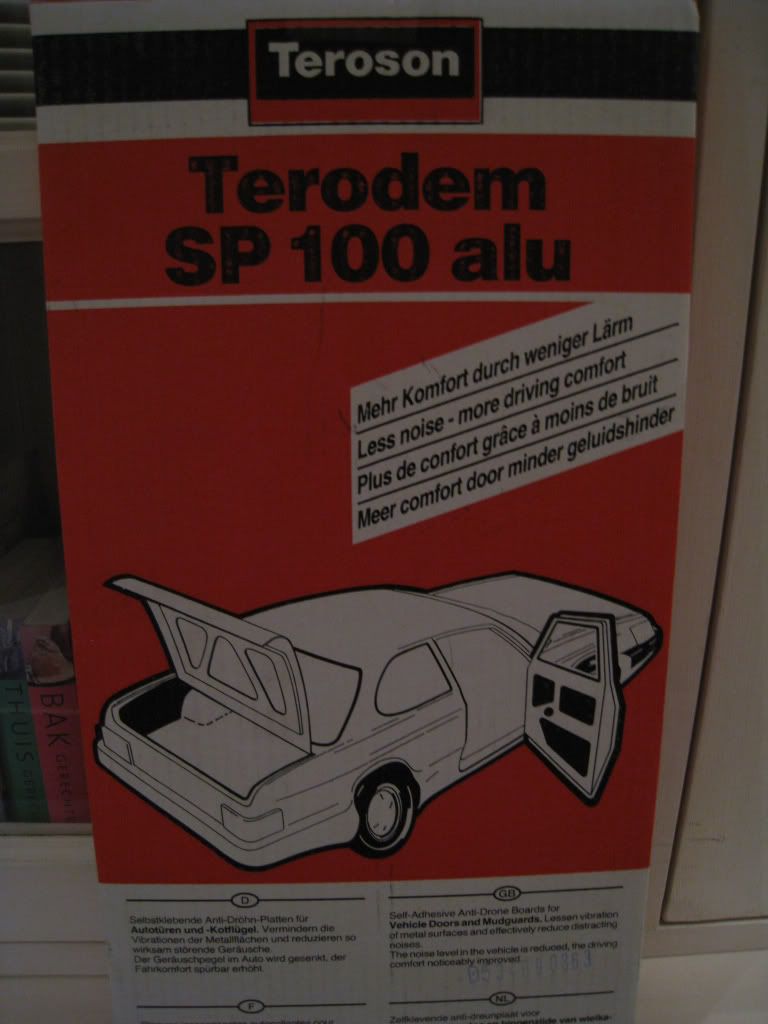 Teroson
Terodem
SP 100 alu
Mehr Komfort durch weniger Lärm
Less noise - more driving comfort
Plus de confort grâce à moins de bruit
Meer comfort door minder geluidshinder
THUIS
BAK
GERECHT
D
Selbstklebende Anti-Dröhn-Platten für
Autotüren und -Kotflügel. Vermindern die
Vibrationen der Metallflächen und reduzieren so
wirksam störende Geräusche.
Der Geräuschpegel im Auto wird gesenkt, der
Fahrkomfort spürbar erhöht.
GB
Self-Adhesive Anti-Drone Boards for
Vehicle Doors and Mudguards. Lessen vibration
of metal surfaces and effectively reduce distracting
noises.
The noise level in the vehicle is reduced, the driving
comfort noticeably improved.
F
NL
Zelfklevende anti-dreunplaat voor